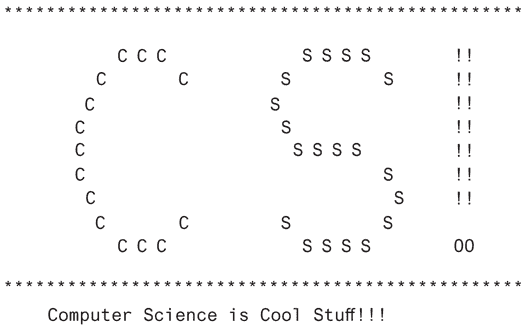 * * * * * * * * * * * * * * * * * * * * * * * * * * * * * * * * * * * * * * * * * * * * * * * * *
C C C S S S S !!
C C S S !!
C S !!
C S !!
C S S S S !!
C S !!
C S !!
C C S S
C C C S S S S OO
* * * * * * * * * * * * * * * * * * * * * * * * * * * * * * * * * * * * * * * * * * * * * * * * *
Computer Science is Cool Stuff!!!